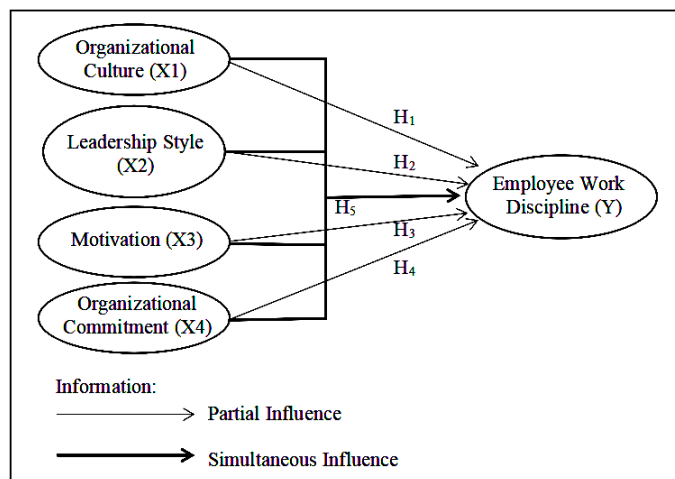 Organizational
Culture (X1)
H₁
Leadership Style
(X2)
H₂
Employee Work
Discipline (Y)
H₅
Motivation (X3)
H₃
H₄
Organizational
Commitment (X4)
Information:
Partial Influence
Simultaneous Influence